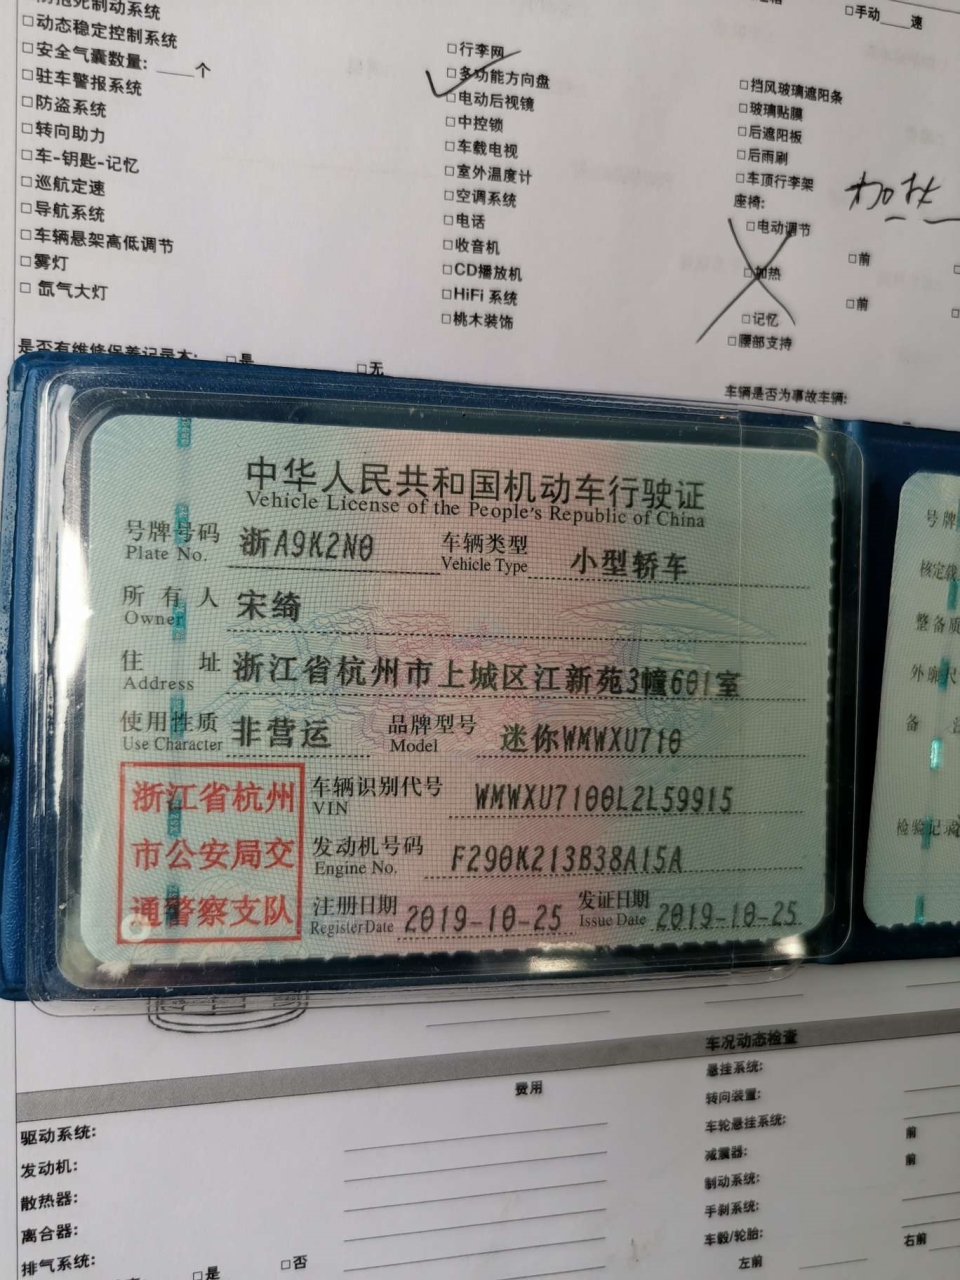 防抱死制动系统
□动态稳定控制系统
□安全气囊数量: ____个
□驻车警报系统
□防盗系统
□转向助力
□车-钥匙-记忆
□巡航定速
□导航系统
□车辆悬架高低调节
□雾灯
□氙气大灯
是否有维修保养记录本: □是 □无
□行李网
□多功能方向盘
□电动后视镜
□中控锁
□车载电视
□室外温度计
□空调系统
□电话
□收音机
□CD播放机
□HiFi 系统
□桃木装饰
□手动____速
□挡风玻璃遮阳条
□玻璃贴膜
□后遮阳板
□后雨刷
□车顶行李架
座椅:
□电动调节
□加热 □前
□记忆 □前
□腰部支持
车辆是否为事故车辆:
中华人民共和国机动车行驶证
Vehicle License of the People's Republic of China
号牌号码 浙A9K2N0 车辆类型 小型轿车
Plate No. Vehicle Type
所有人 宋绮
Owner
住址 浙江省杭州市上城区江新苑3幢601室
Address
使用性质 非营运 品牌型号 迷你WMWXU710
Use Character Model
浙江省杭州
市公安局交
通警察支队
车辆识别代号 WMWXU7100L2L59915
VIN
发动机号码 F290K213B38A15A
Engine No.
注册日期 2019-10-25 发证日期 2019-10-25
Register Date Issue Date
号牌
核定载
整备质
外廓尺
备 注
检验记录
费用
驱动系统:
发动机:
散热器:
离合器:
排气系统:
□是 □否
车况动态检查
悬挂系统:
转向装置:
车轮悬挂系统: 前
减震器: 前
制动系统:
手刹系统:
车毂/轮胎: 右前
左前